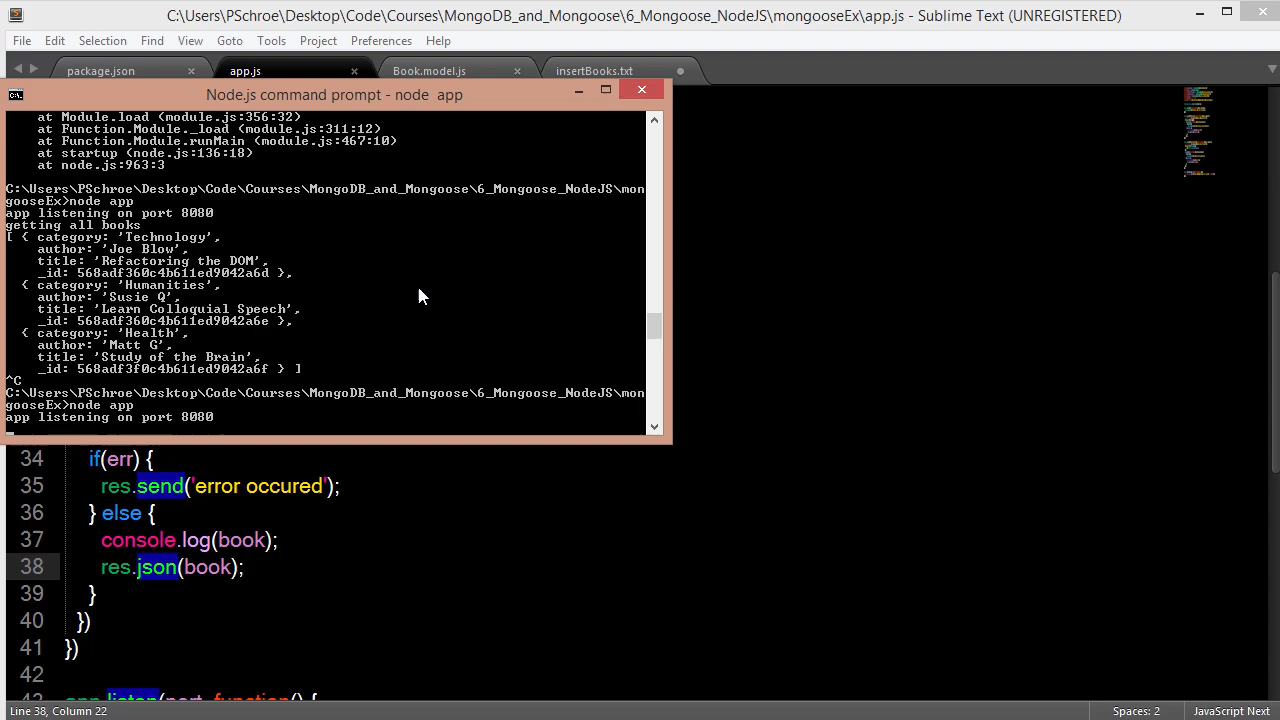 C:\Users\PSchroe\Desktop\Code\Courses\MongoDB_and_Mongoose\6_Mongoose_NodeJS\mongooseEx\app.js - Sublime Text (UNREGISTERED)
File Edit Selection Find View Goto Tools Project Preferences Help
package.json app.js Book.model.js insertBooks.txt
Node.js command prompt - node app
at Module.load (module.js:356:32)
at Function.Module._load (module.js:311:12)
at Function.Module.runMain (module.js:467:10)
at startup (node.js:136:18)
at node.js:963:3
C:\Users\PSchroe\Desktop\Code\Courses\MongoDB_and_Mongoose\6_Mongoose_NodeJS\mon
gooseEx>node app
app listening on port 8080
getting all books
[ { category: 'Technology',
author: 'Joe Blow',
title: 'Refactoring the DOM',
_id: 568adf360c4b611ed9042a6d },
{ category: 'Humanities',
author: 'Susie Q',
title: 'Learn Colloquial Speech',
_id: 568adf360c4b611ed9042a6e },
{ category: 'Health',
author: 'Matt G',
title: 'Study of the Brain',
_id: 568adf3f0c4b611ed9042a6f } ]
^C
C:\Users\PSchroe\Desktop\Code\Courses\MongoDB_and_Mongoose\6_Mongoose_NodeJS\mon
gooseEx>node app
app listening on port 8080
34 if(err) {
35 res.send('error occured');
36 } else {
37 console.log(book);
38 res.json(book);
39 }
40 })
41 })
42
43 app.listen(port, function() {
Line 38, Column 22 Spaces: 2 JavaScript Next